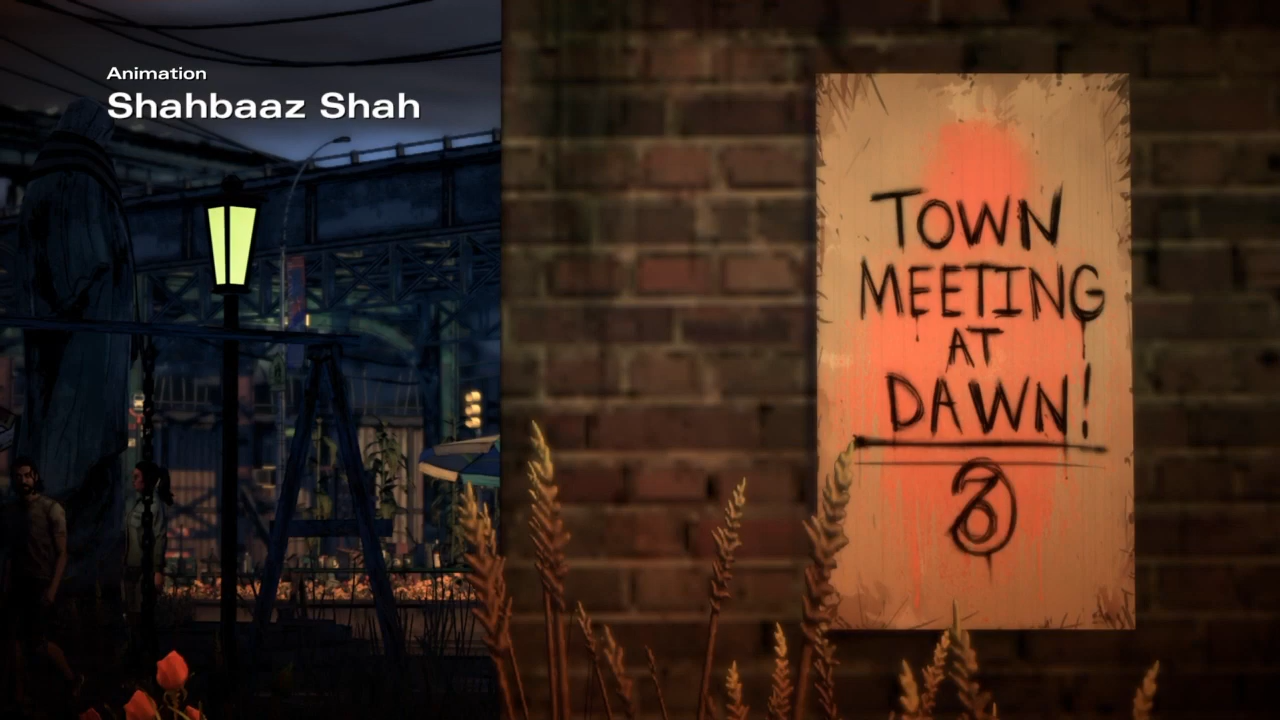 Animation
Shahbaaz Shah
TOWN
MEETING
AT
DAWN!